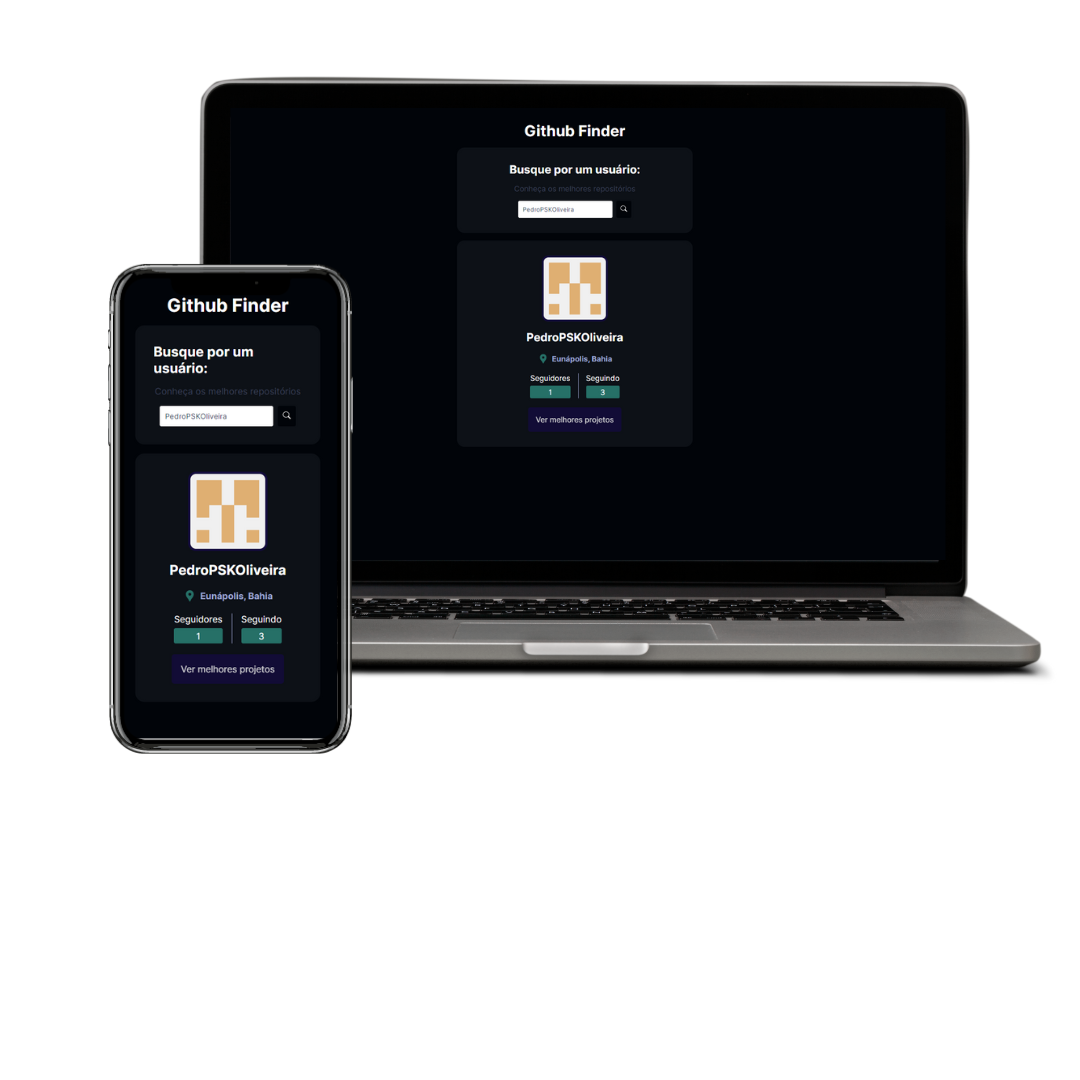 Github Finder
Busque por um usuário:
Conheça os melhores repositórios
PedroPSKOliveira
PedroPSKOliveira
Eunápolis, Bahia
Seguidores Seguindo
1 3
Ver melhores projetos
Github Finder
Busque por um
usuário:
Conheça os melhores repositórios
PedroPSKOliveira
PedroPSKOliveira
Eunápolis, Bahia
Seguidores Seguindo
1 3
Ver melhores projetos